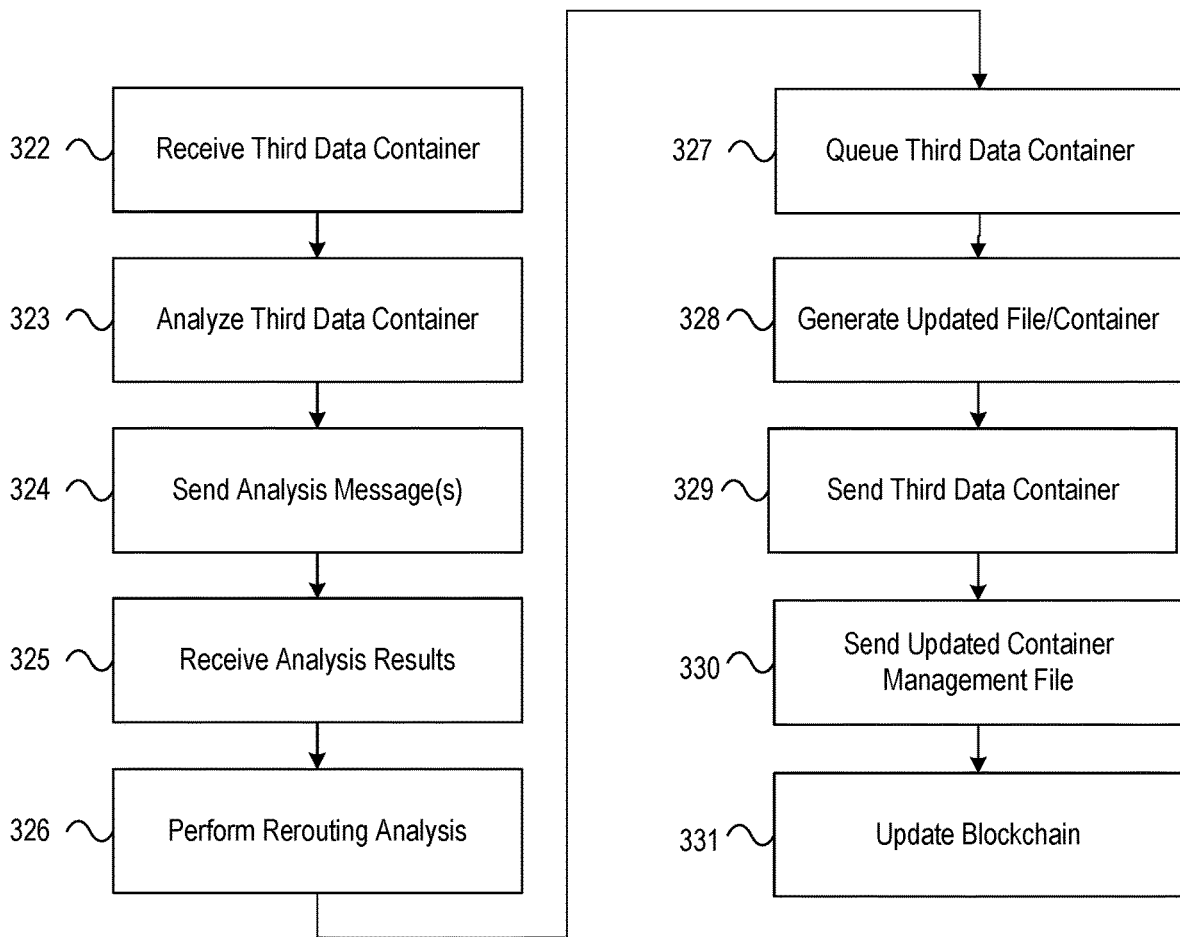 322
Receive Third Data Container
323
Analyze Third Data Container
324
Send Analysis Message(s)
325
Receive Analysis Results
326
Perform Rerouting Analysis
327
Queue Third Data Container
328
Generate Updated File/Container
329
Send Third Data Container
330
Send Updated Container
Management File
331
Update Blockchain